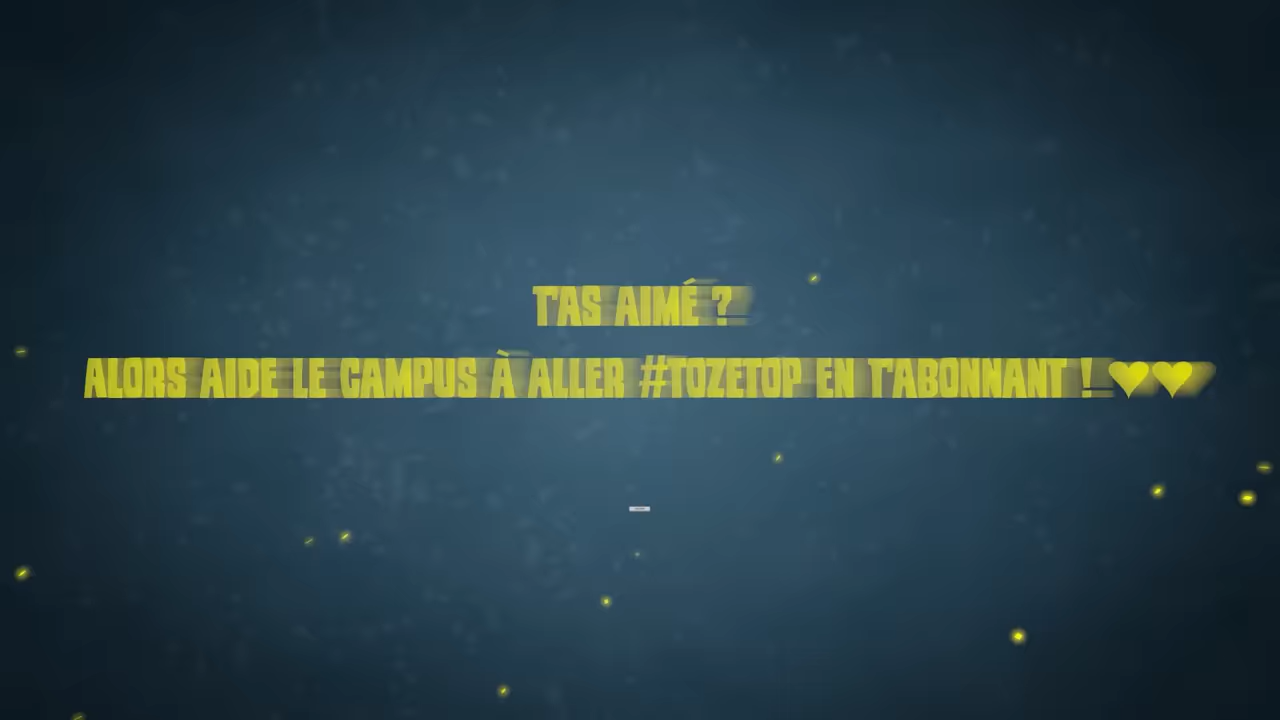 T'AS AIMÉ ?
ALORS AIDE LE CAMPUS À ALLER #TOZETOP EN T'ABONNANT ! ♥♥